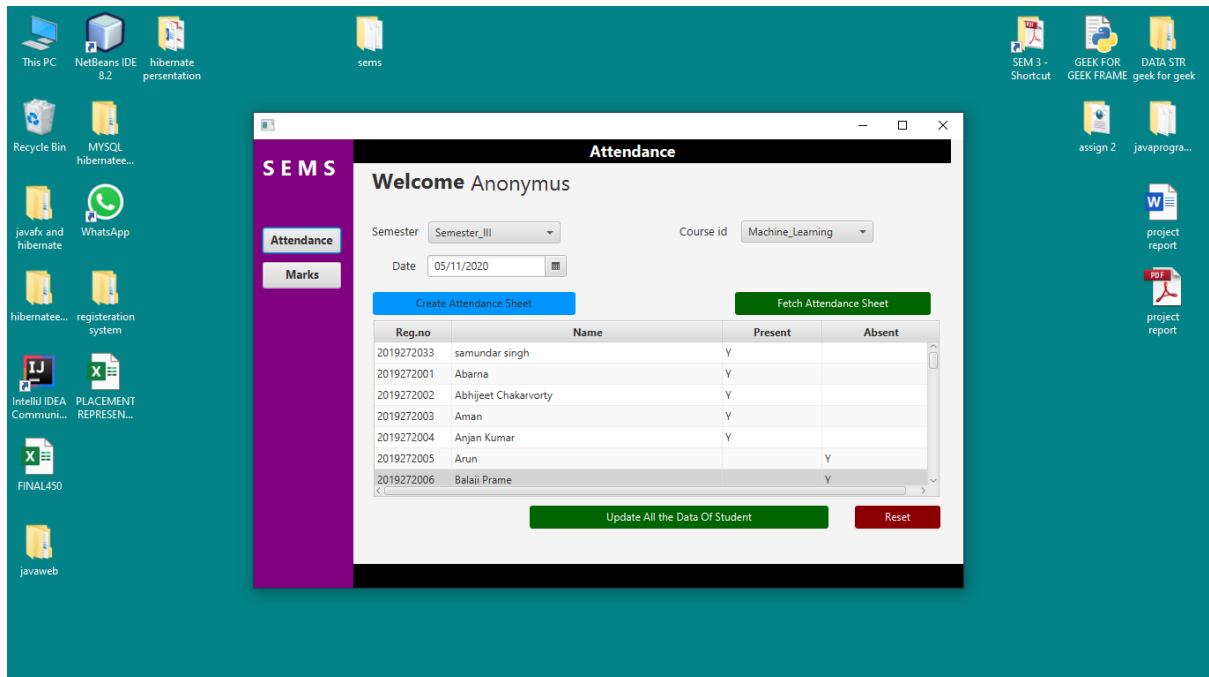 This PC
NetBeans IDE
8.2
hibernate
persentation
sems
SEM 3 -
Shortcut
GEEK FOR
GEEK FRAME
DATA STR
geek for geek
Recycle Bin
MYSQL
hibernatee...
assign 2
javaprogra...
javafx and
hibernate
WhatsApp
project
report
hibernatee...
registeration
system
PDF
project
report
IntelliJ IDEA
Communi...
PLACEMENT
REPRESEN...
FINAL450
javaweb
S E M S
Attendance
Marks
Attendance
Welcome Anonymus
Semester Semester_III Course id Machine_Learning
Date 05/11/2020
Create Attendance Sheet Fetch Attendance Sheet
Reg.no Name Present Absent
2019272033 samundar singh Y
2019272001 Abarna Y
2019272002 Abhijeet Chakarvorty Y
2019272003 Aman Y
2019272004 Anjan Kumar Y
2019272005 Arun Y
2019272006 Balaji Prame Y
Update All the Data Of Student Reset